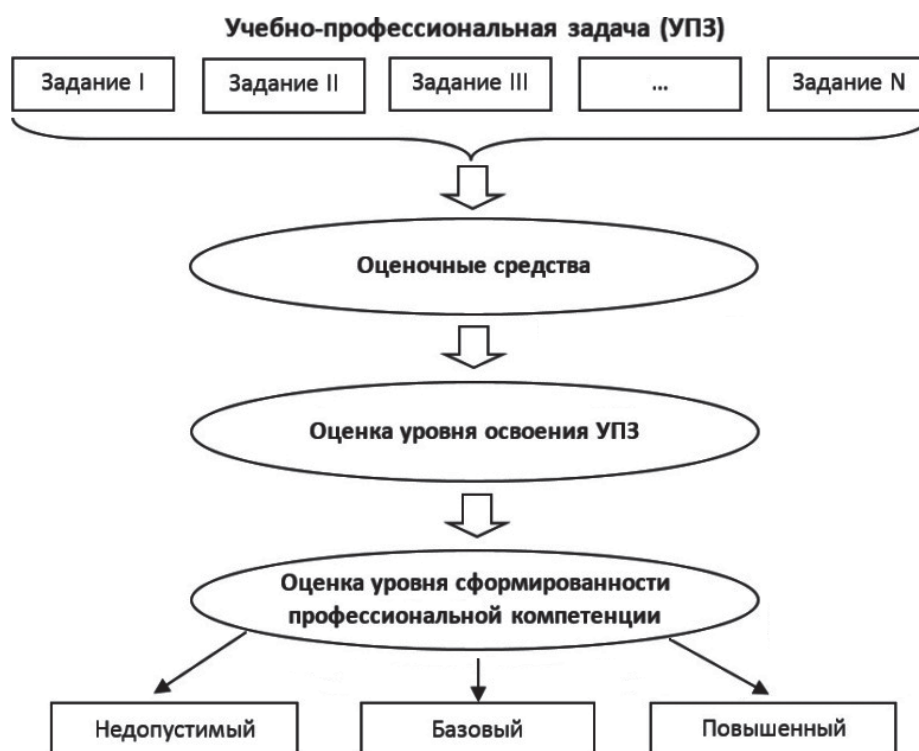 Учебно-профессиональная задача (УПЗ)
Задание I
Задание II
Задание III
...
Задание N
Оценочные средства
Оценка уровня освоения УПЗ
Оценка уровня сформированности
профессиональной компетенции
Недопустимый
Базовый
Повышенный